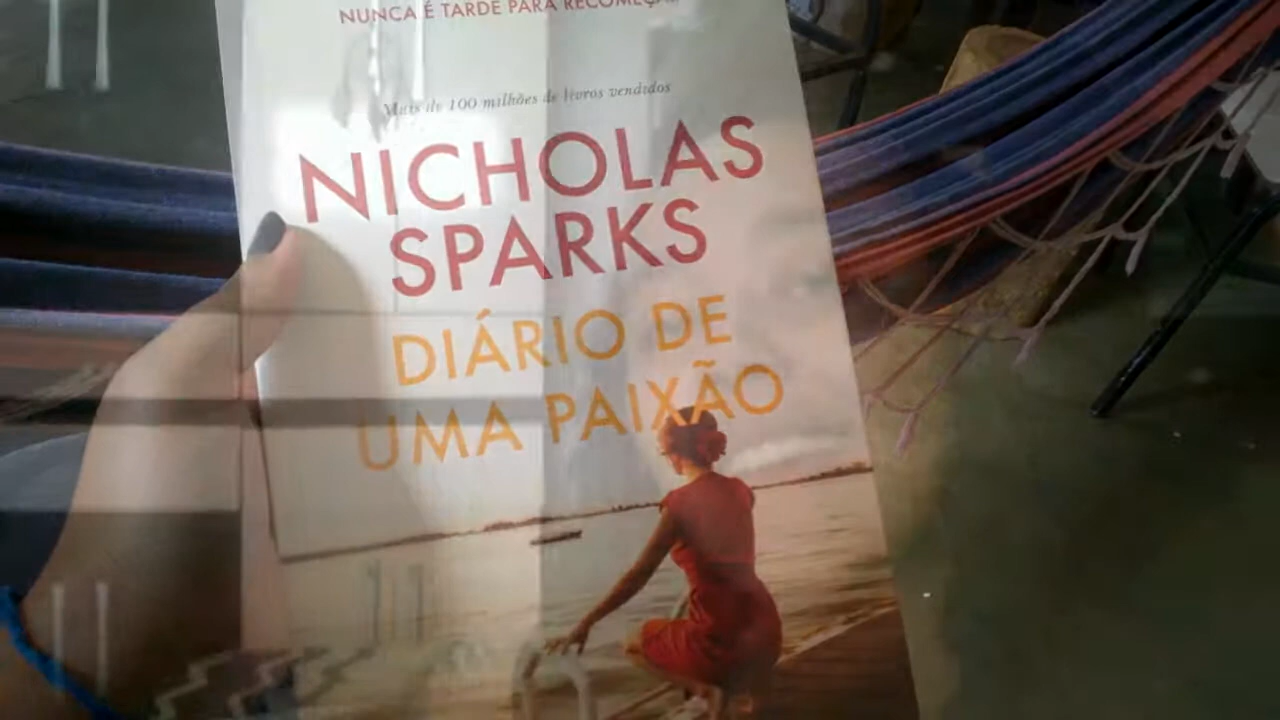 NUNCA É TARDE PARA RECOMEÇAR
Mais de 100 milhões de livros vendidos
NICHOLAS
SPARKS
DIÁRIO DE
UMA PAIXÃO